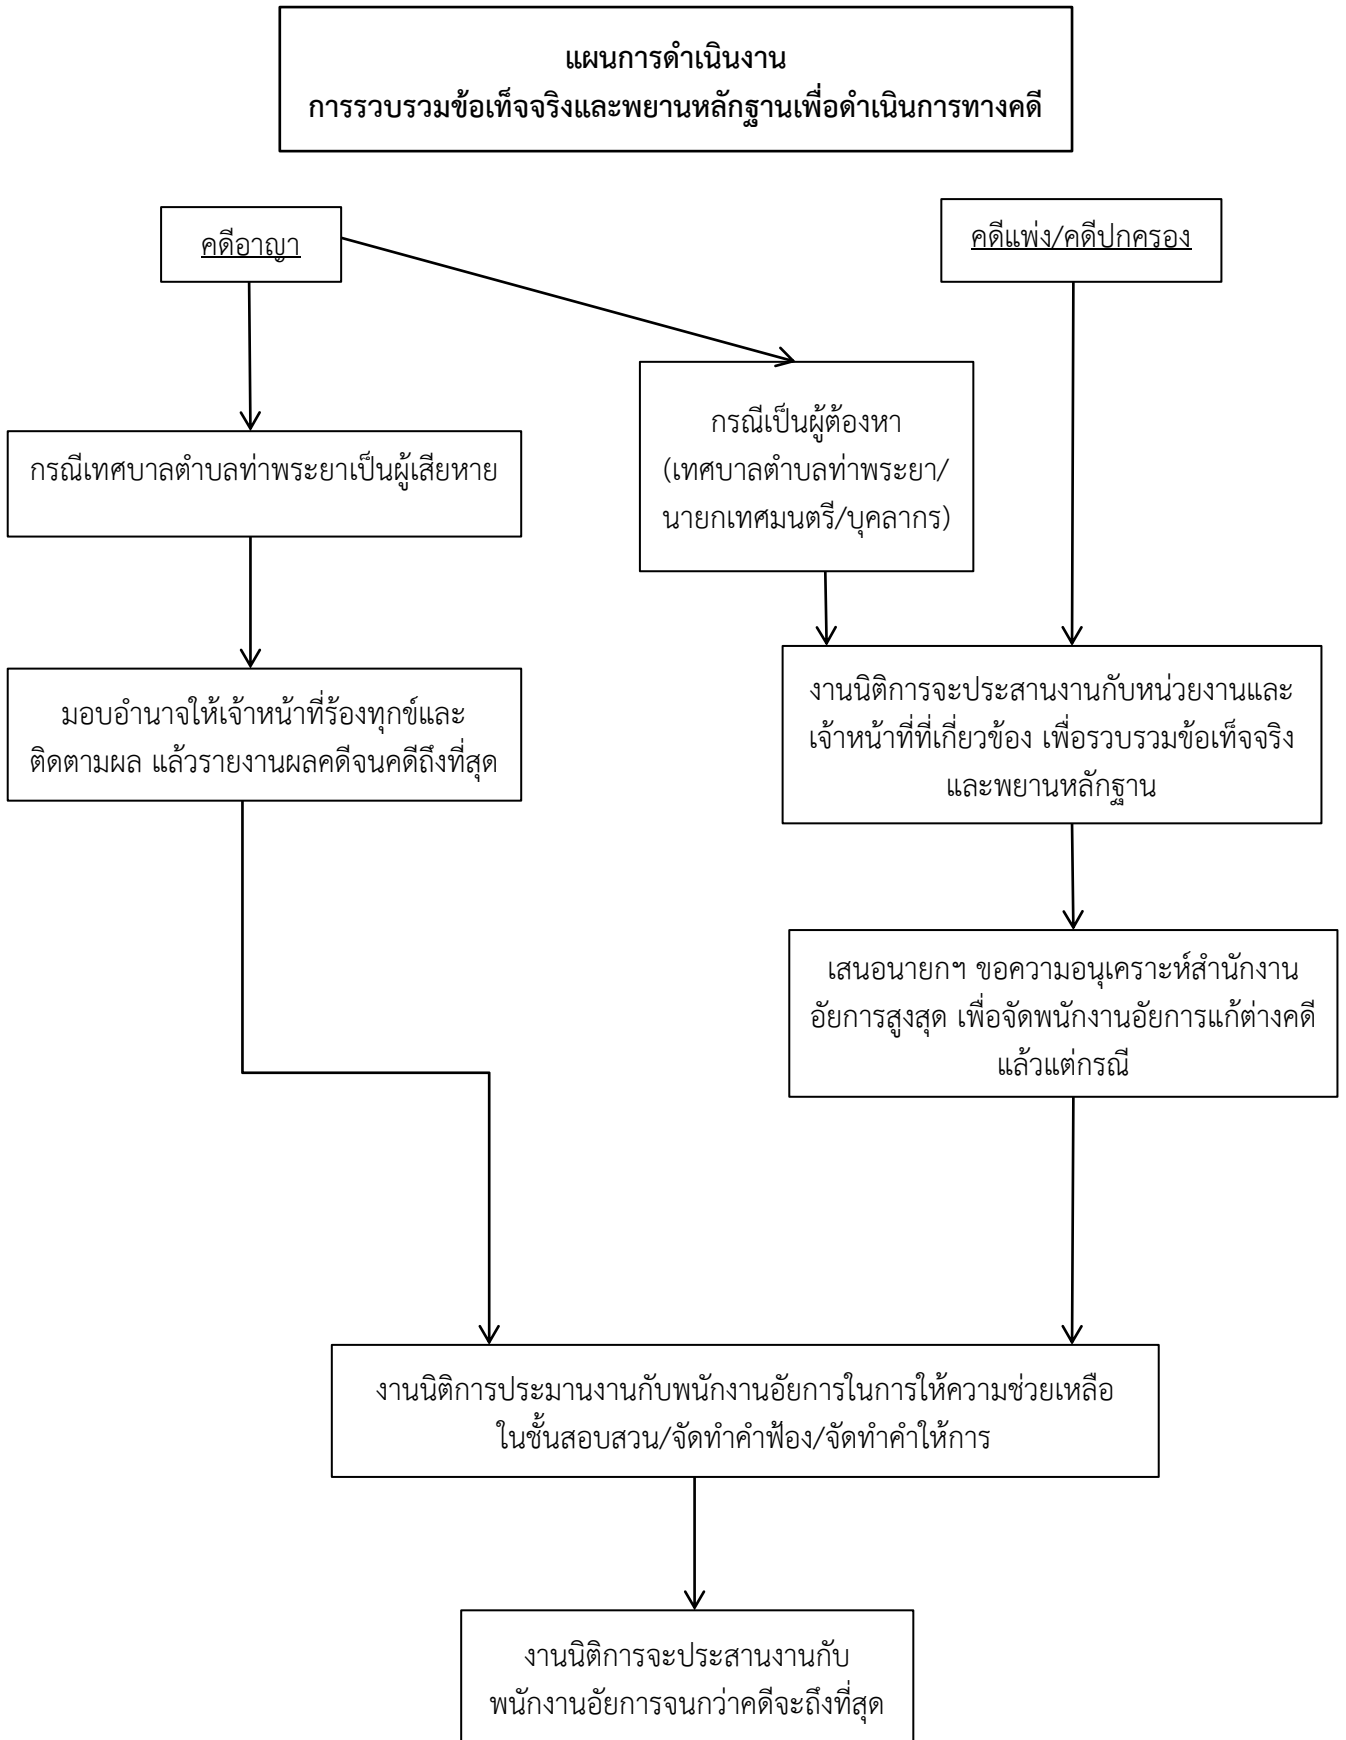 แผนการดำเนินงาน
การรวบรวมข้อเท็จจริงและพยานหลักฐานเพื่อดำเนินการทางคดี
คดีอาญา
คดีแพ่ง/คดีปกครอง
กรณีเทศบาลตำบลท่าพระยาเป็นผู้เสียหาย
กรณีเป็นผู้ต้องหา
(เทศบาลตำบลท่าพระยา/
นายกเทศมนตรี/บุคลากร)
มอบอำนาจให้เจ้าหน้าที่ร้องทุกข์และ
ติดตามผล แล้วรายงานผลคดีจนคดีถึงที่สุด
งานนิติการจะประสานงานกับหน่วยงานและ
เจ้าหน้าที่ที่เกี่ยวข้อง เพื่อรวบรวมข้อเท็จจริง
และพยานหลักฐาน
เสนอนายกฯ ขอความอนุเคราะห์สำนักงาน
อัยการสูงสุด เพื่อจัดพนักงานอัยการแก้ต่างคดี
แล้วแต่กรณี
งานนิติการประมานงานกับพนักงานอัยการในการให้ความช่วยเหลือ
ในชั้นสอบสวน/จัดทำคำฟ้อง/จัดทำคำให้การ
งานนิติการจะประสานงานกับ
พนักงานอัยการจนกว่าคดีจะถึงที่สุด